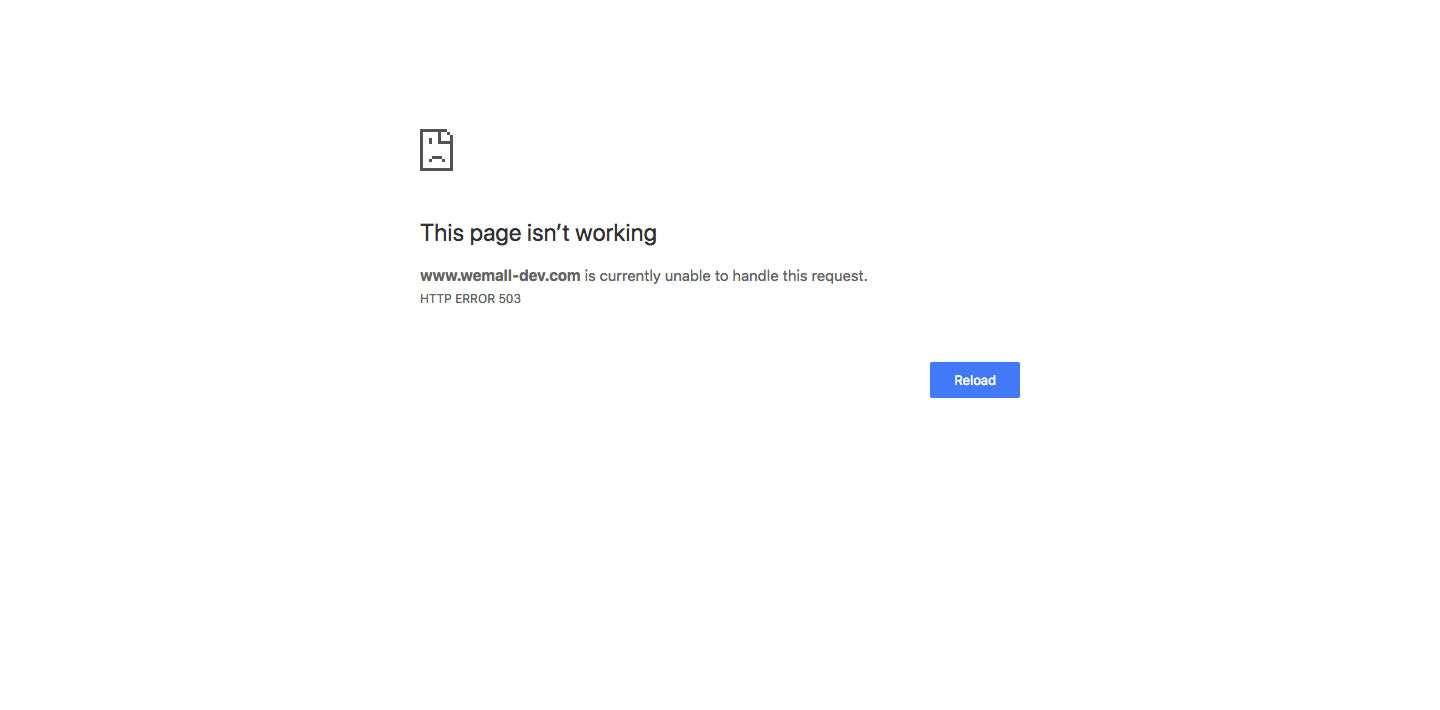 This page isn’t working
www.wemall-dev.com is currently unable to handle this request.
HTTP ERROR 503
Reload